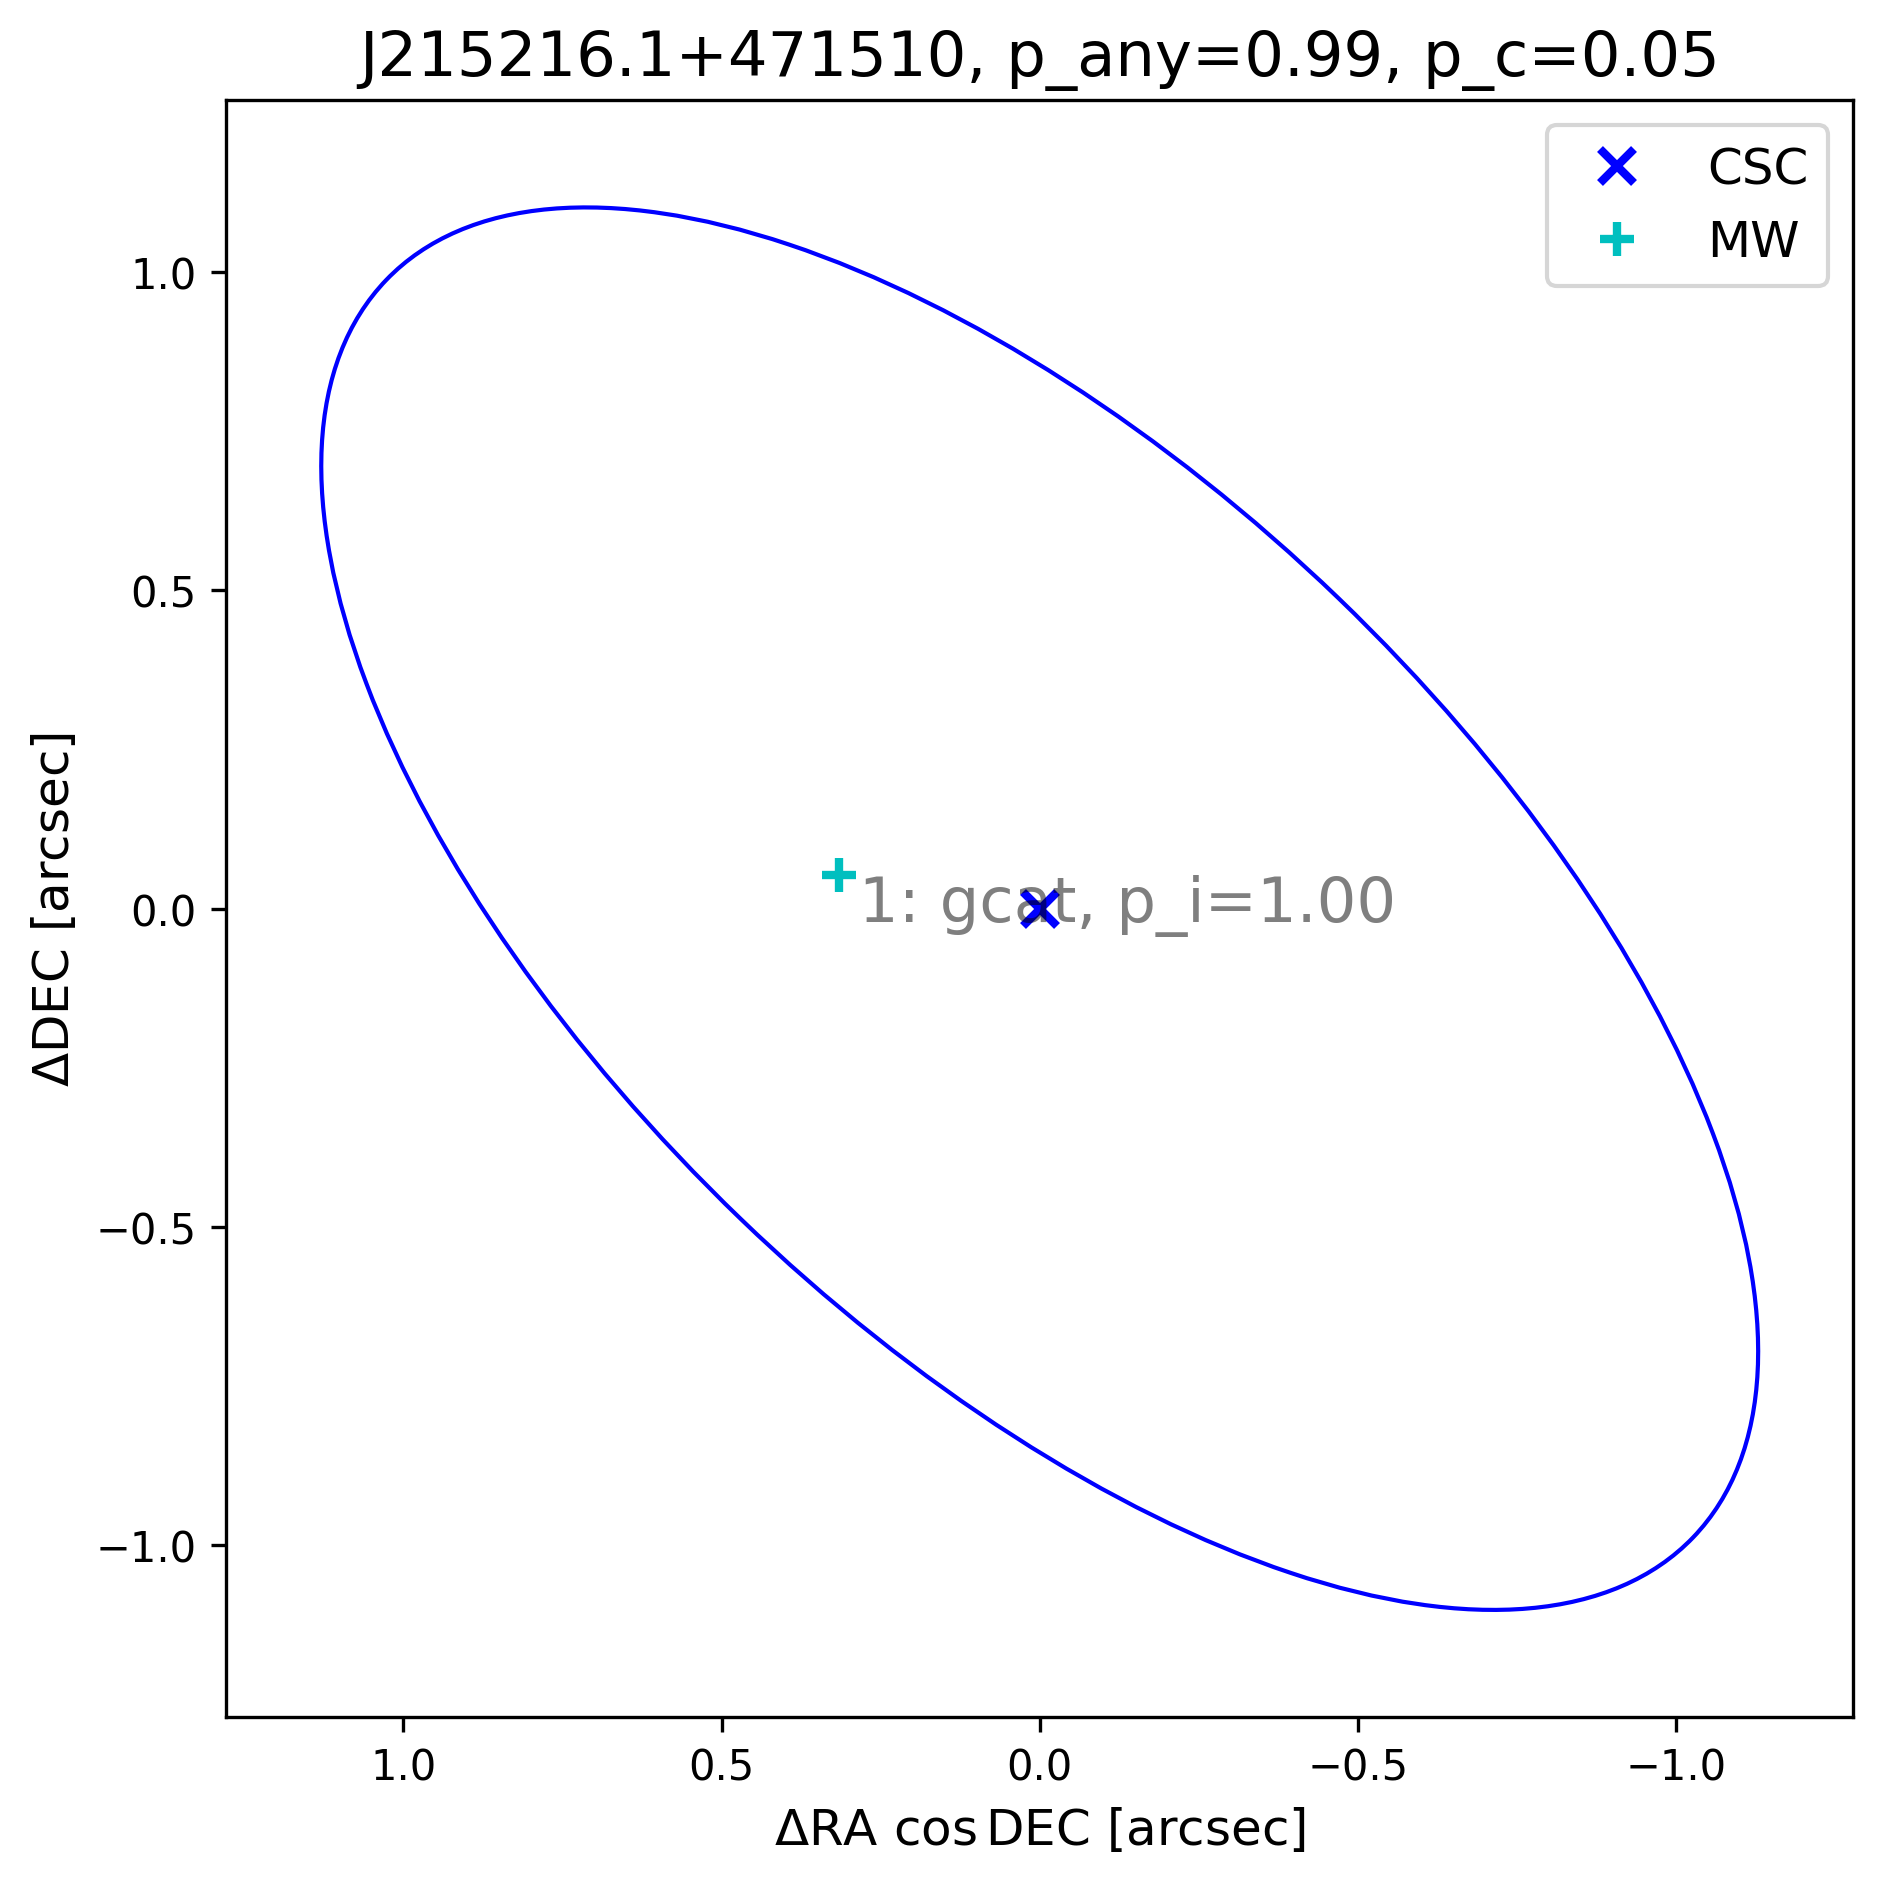 J215216.1+471510, p_any=0.99, p_c=0.05
CSC
MW
1.0
0.5
0.0
−0.5
−1.0
ΔDEC [arcsec]
1: gcat, p_i=1.00
1.0
0.5
0.0
−0.5
−1.0
ΔRA cos DEC [arcsec]